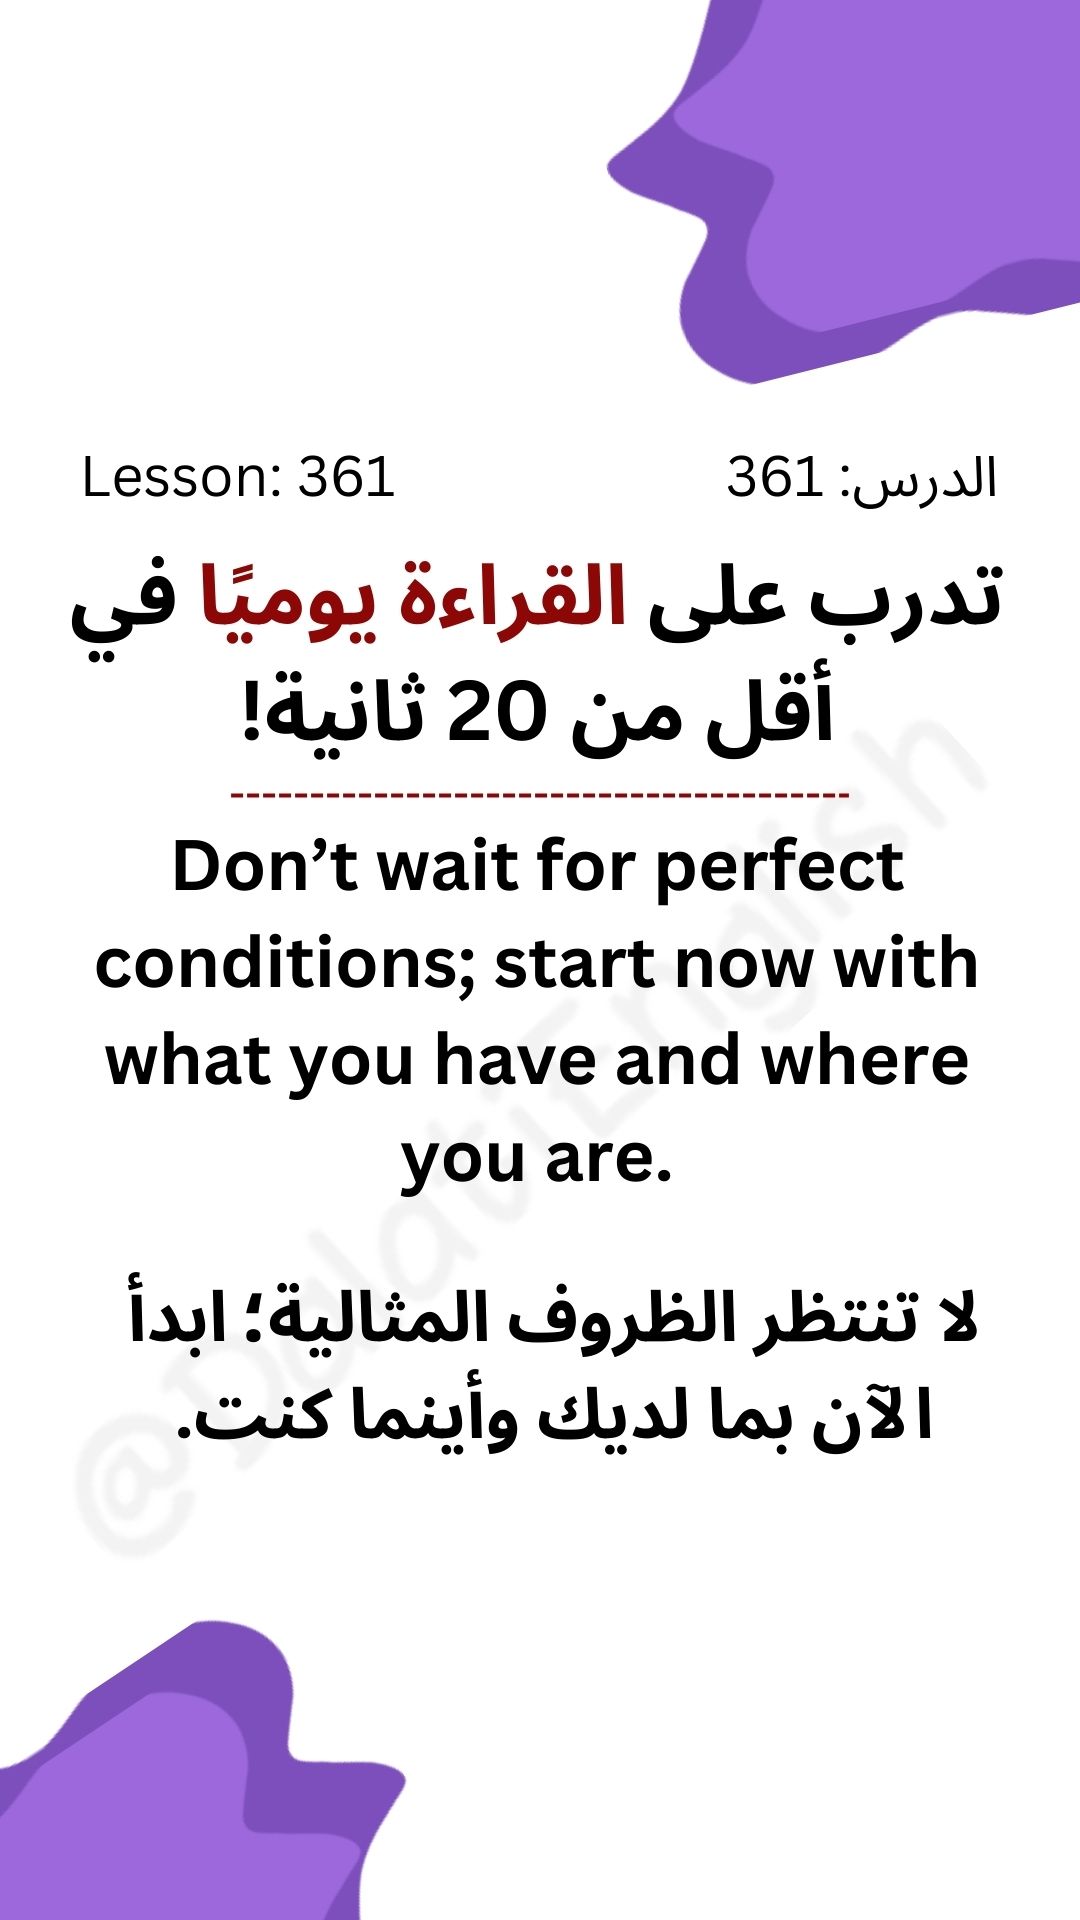 Lesson: 361
الدرس: 361
تدرب على القراءة يوميًا في
أقل من 20 ثانية!
---------------------------------------
Don’t wait for perfect
conditions; start now with
what you have and where
you are.
لا تنتظر الظروف المثالية؛ ابدأ
الآن بما لديك وأينما كنت.
@DalatiEnglish